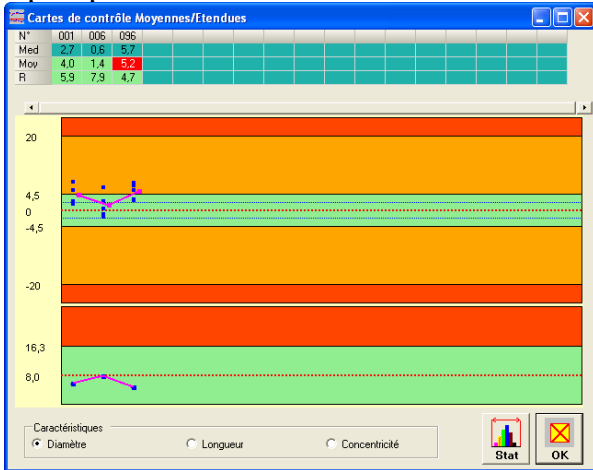 Cartes de contrôle Moyennes/Etendues
N° 001 006 096
Med 2,7 0,6 5,7
Moy 4,0 1,4 5,2
R 5,9 7,9 4,7
20
4,5
0
-4,5
-20
16,3
8,0
Caractéristiques
Diamètre Longueur Concentricité
Stat OK